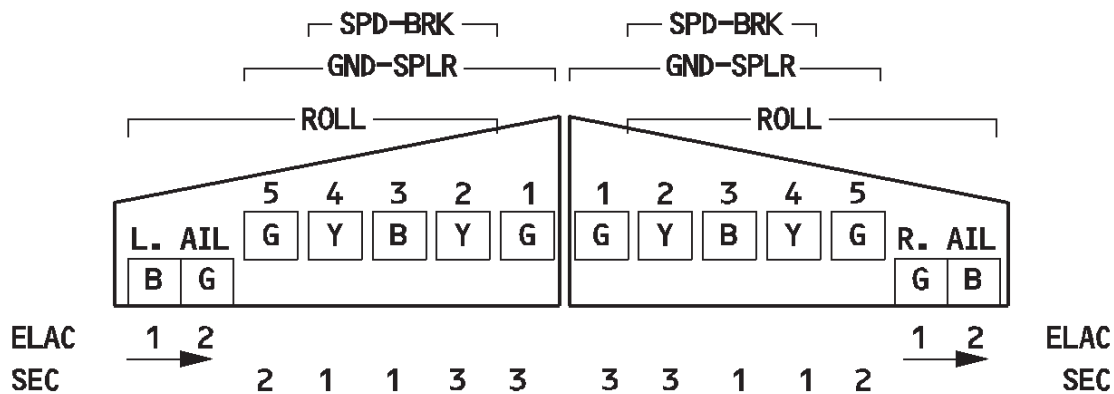 SPD-BRK SPD-BRK
GND-SPLR GND-SPLR
ROLL ROLL
5 4 3 2 1 1 2 3 4 5
L. AIL G Y B Y G G Y B Y G R. AIL
B G G B
ELAC 1 2 1 2 ELAC
SEC 2 1 1 3 3 3 3 1 1 2 SEC